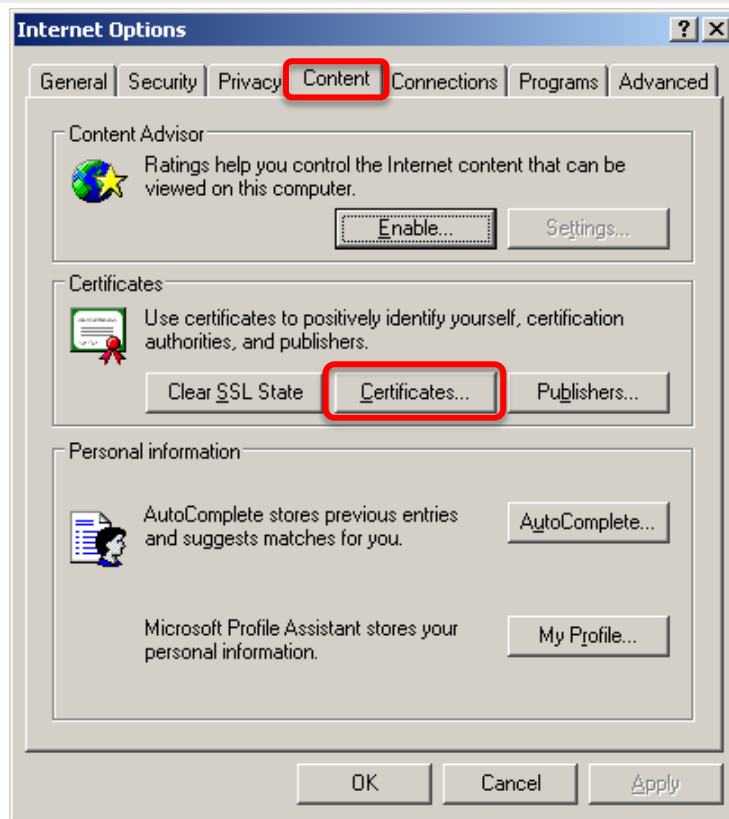 Internet Options
General Security Privacy Content Connections Programs Advanced
Content Advisor
Ratings help you control the Internet content that can be
viewed on this computer.
Enable... Settings...
Certificates
Use certificates to positively identify yourself, certification
authorities, and publishers.
Clear SSL State Certificates... Publishers...
Personal information
AutoComplete stores previous entries
and suggests matches for you.
AutoComplete...
Microsoft Profile Assistant stores your
personal information.
My Profile...
OK Cancel Apply